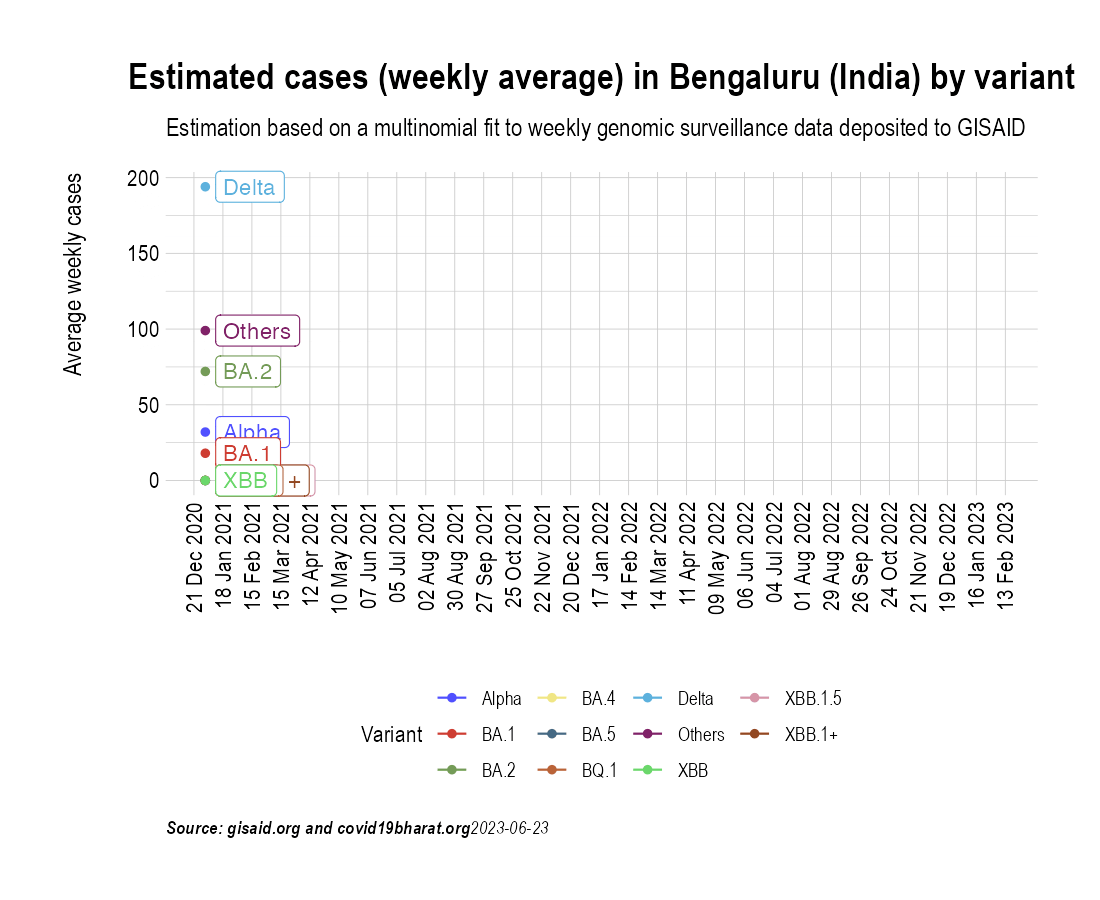 Estimated cases (weekly average) in Bengaluru (India) by variant
Estimation based on a multinomial fit to weekly genomic surveillance data deposited to GISAID
Average weekly cases
200
150
100
50
0
Delta
Others
BA.2
Alpha
BA.1
XBB
+
21 Dec 2020
18 Jan 2021
15 Feb 2021
15 Mar 2021
12 Apr 2021
10 May 2021
07 Jun 2021
05 Jul 2021
02 Aug 2021
30 Aug 2021
27 Sep 2021
25 Oct 2021
22 Nov 2021
20 Dec 2021
17 Jan 2022
14 Feb 2022
14 Mar 2022
11 Apr 2022
09 May 2022
06 Jun 2022
04 Jul 2022
01 Aug 2022
29 Aug 2022
26 Sep 2022
24 Oct 2022
21 Nov 2022
19 Dec 2022
16 Jan 2023
13 Feb 2023
Variant
Alpha
BA.1
BA.2
BA.4
BA.5
BQ.1
Delta
Others
XBB
XBB.1.5
XBB.1+
Source: gisaid.org and covid19bharat.org2023-06-23